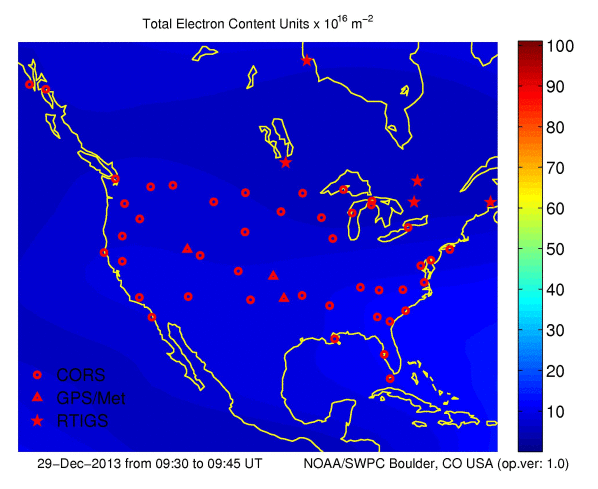 Total Electron Content Units x 10^16 m^−2
100
90
80
70
60
50
40
30
20
10
CORS
GPS/Met
RTIGS
29−Dec−2013 from 09:30 to 09:45 UT NOAA/SWPC Boulder, CO USA (op.ver: 1.0)